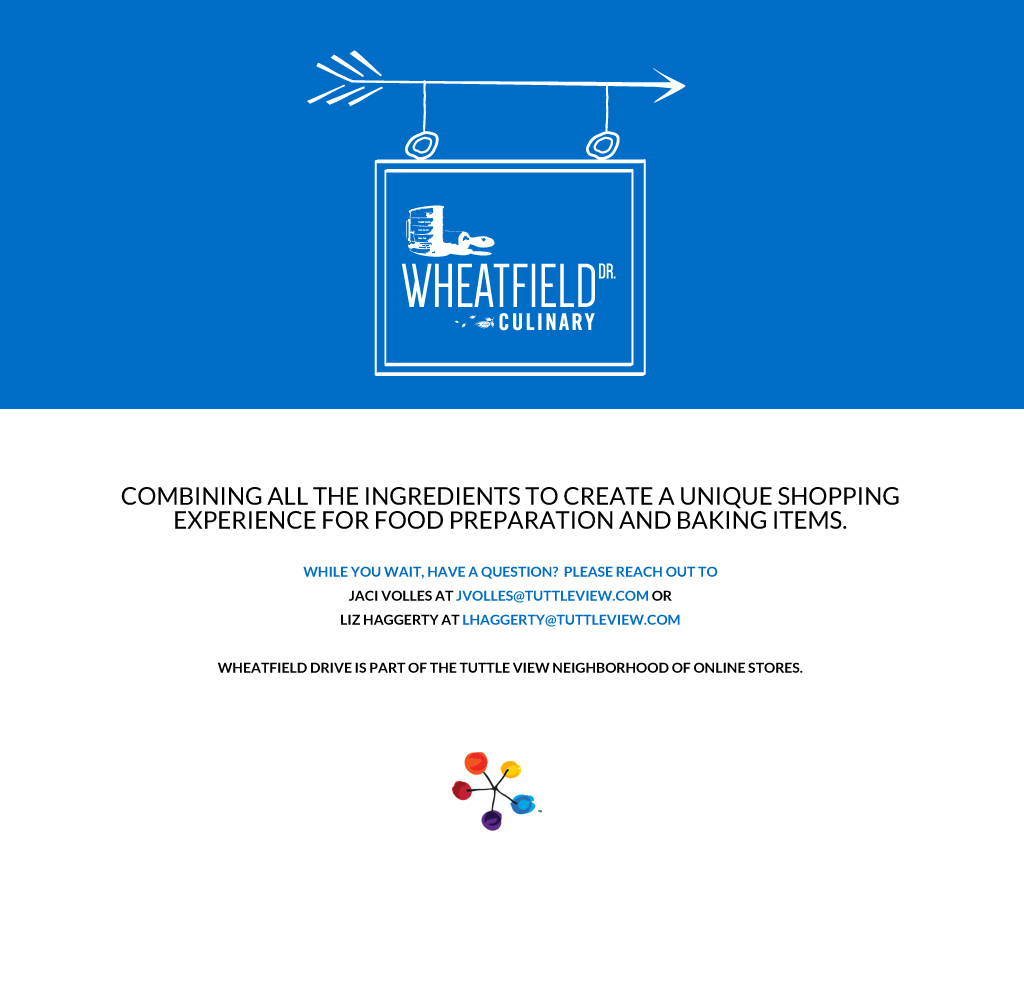 WHEATFIELD DR.
CULINARY
COMBINING ALL THE INGREDIENTS TO CREATE A UNIQUE SHOPPING
EXPERIENCE FOR FOOD PREPARATION AND BAKING ITEMS.
WHILE YOU WAIT, HAVE A QUESTION? PLEASE REACH OUT TO
JACI VOLLES AT JVOLLES@TUTTLEVIEW.COM OR
LIZ HAGGERTY AT LHAGGERTY@TUTTLEVIEW.COM
WHEATFIELD DRIVE IS PART OF THE TUTTLE VIEW NEIGHBORHOOD OF ONLINE STORES.